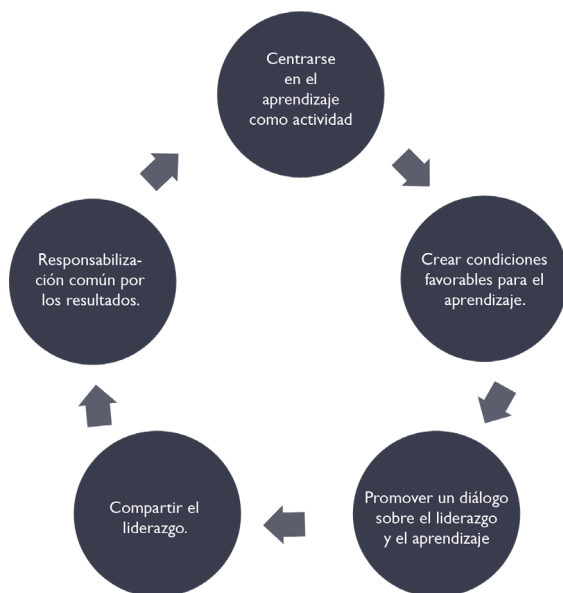 Centrarse
en el
aprendizaje
como actividad
Crear condiciones
favorables para el
aprendizaje.
Promover un diálogo
sobre el liderazgo
y el aprendizaje
Compartir el
liderazgo.
Responsabiliza-
ción común por
los resultados.